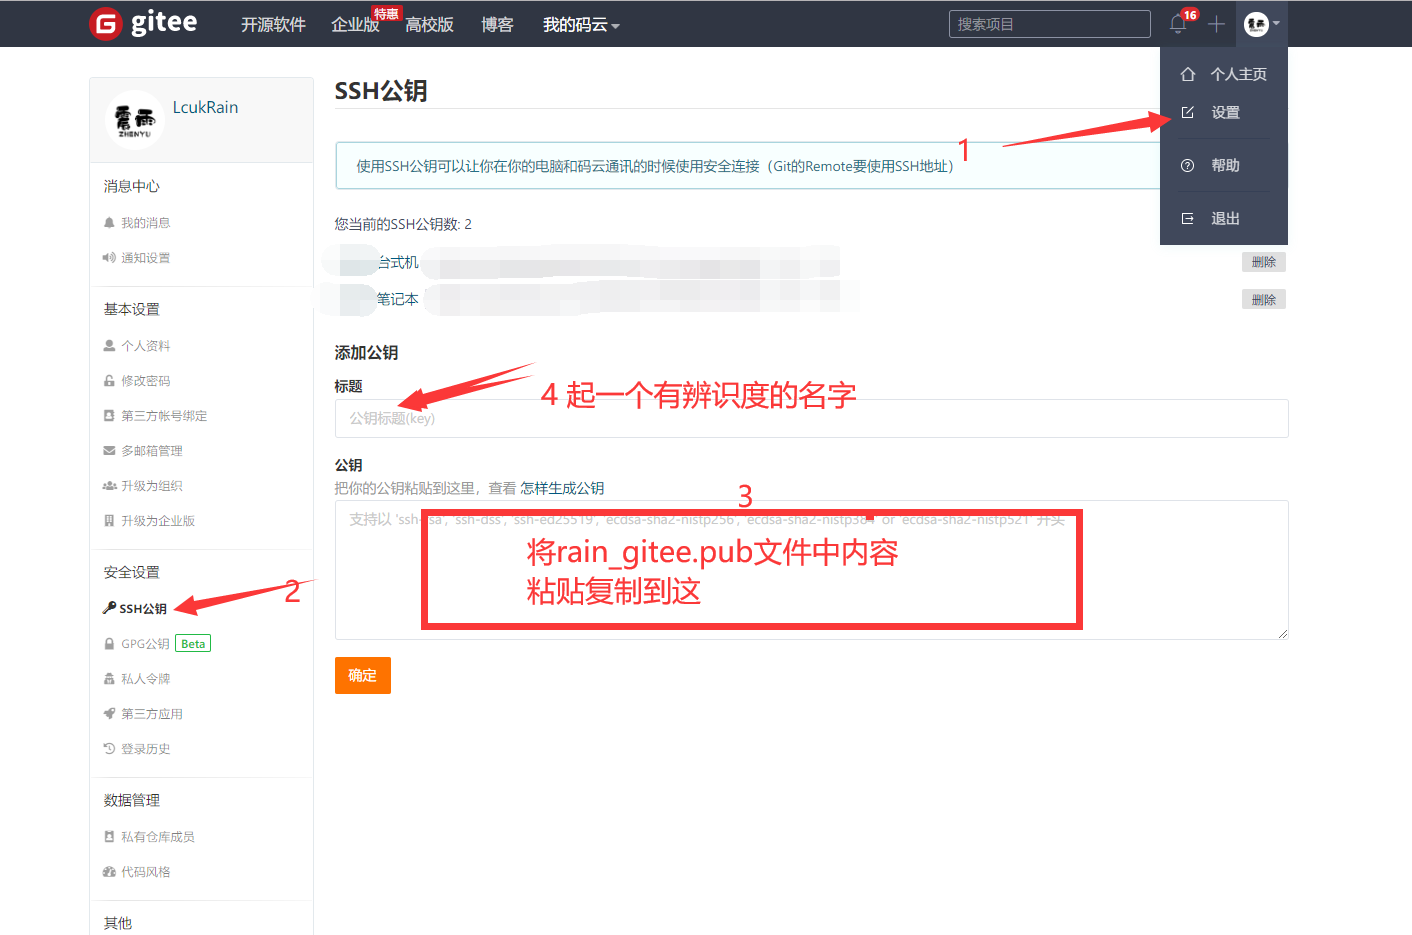 gitee
开源软件
企业版
特惠
高校版
博客
我的码云
搜索项目
16
震雨
个人主页
设置
帮助
退出
震雨
ZHENYU
LcukRain
消息中心
我的消息
通知设置
基本设置
个人资料
修改密码
第三方帐号绑定
多邮箱管理
升级为组织
升级为企业版
安全设置
SSH公钥
GPG公钥 Beta
私人令牌
第三方应用
登录历史
数据管理
私有仓库成员
代码风格
其他
SSH公钥
1
使用SSH公钥可以让你在你的电脑和码云通讯的时候使用安全连接（Git的Remote要使用SSH地址）
您当前的SSH公钥数: 2
台式机
删除
笔记本
删除
添加公钥
标题
4 起一个有辨识度的名字
公钥标题(key)
公钥
把你的公钥粘贴到这里，查看 怎样生成公钥
3
支持以 'ssh-rsa', 'ssh-dss', 'ssh-ed25519', 'ecdsa-sha2-nistp256', 'ecdsa-sha2-nistp384' or 'ecdsa-sha2-nistp521' 开头
将rain_gitee.pub文件中内容
粘贴复制到这
2
确定